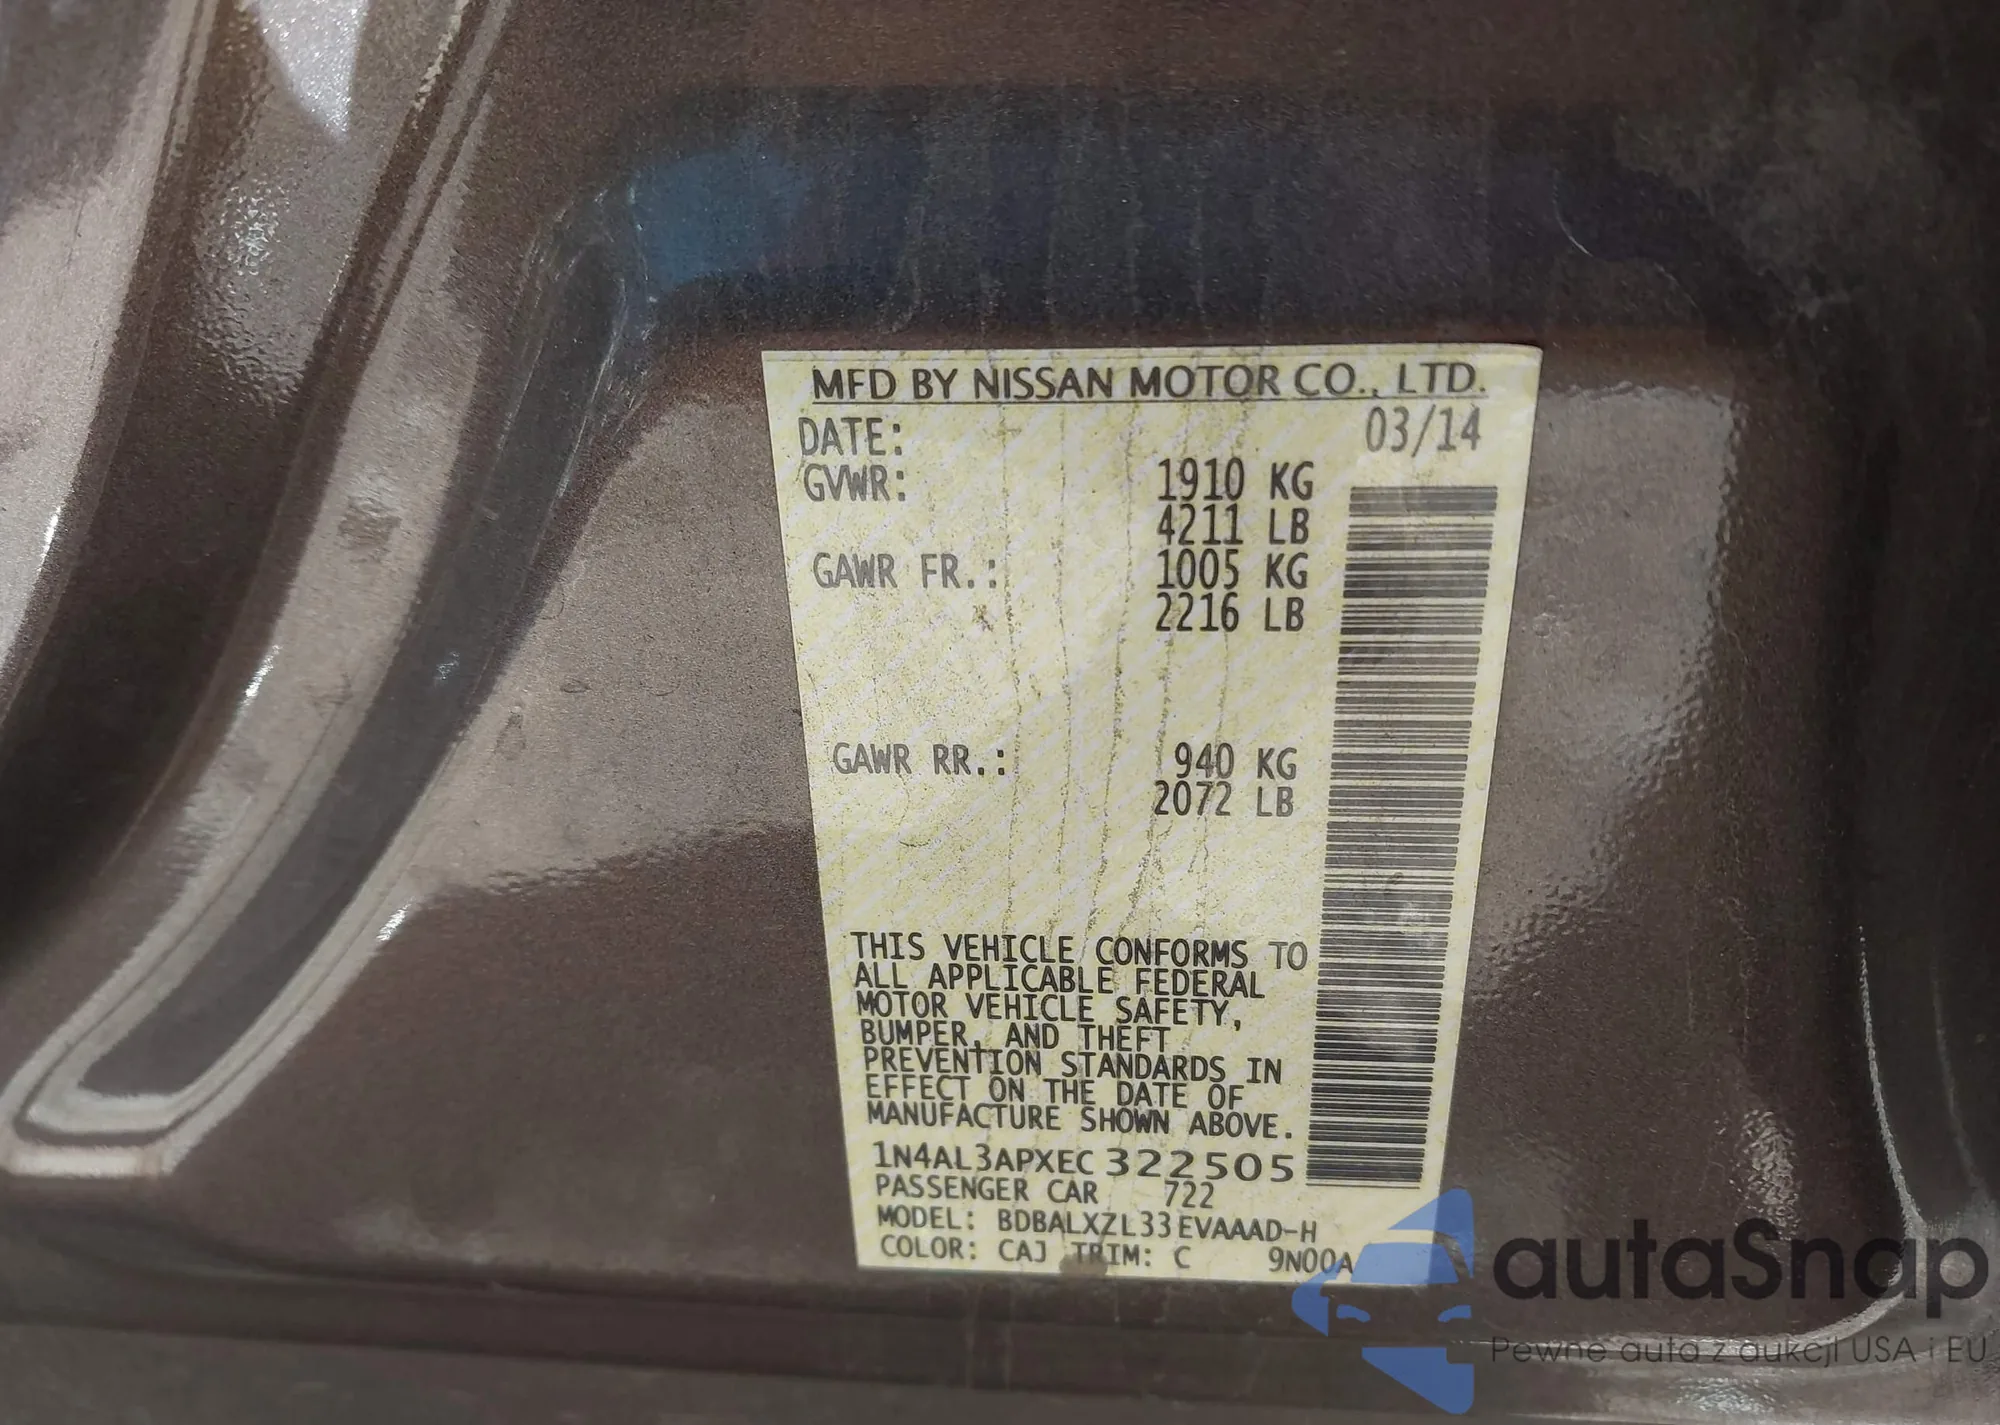 MFD BY NISSAN MOTOR CO., LTD.
DATE: 03/14
GVWR: 1910 KG
4211 LB
GAWR FR.: 1005 KG
2216 LB
GAWR RR.: 940 KG
2072 LB
THIS VEHICLE CONFORMS TO
ALL APPLICABLE FEDERAL
MOTOR VEHICLE SAFETY,
BUMPER, AND THEFT
PREVENTION STANDARDS IN
EFFECT ON THE DATE OF
MANUFACTURE SHOWN ABOVE.
1N4AL3APXEC322505
PASSENGER CAR 722
MODEL: BDBALXZL33EVAAAD-H
COLOR: CAJ TRIM: C 9N00A
autaSnap
Pewne auta z aukcji USA i EU